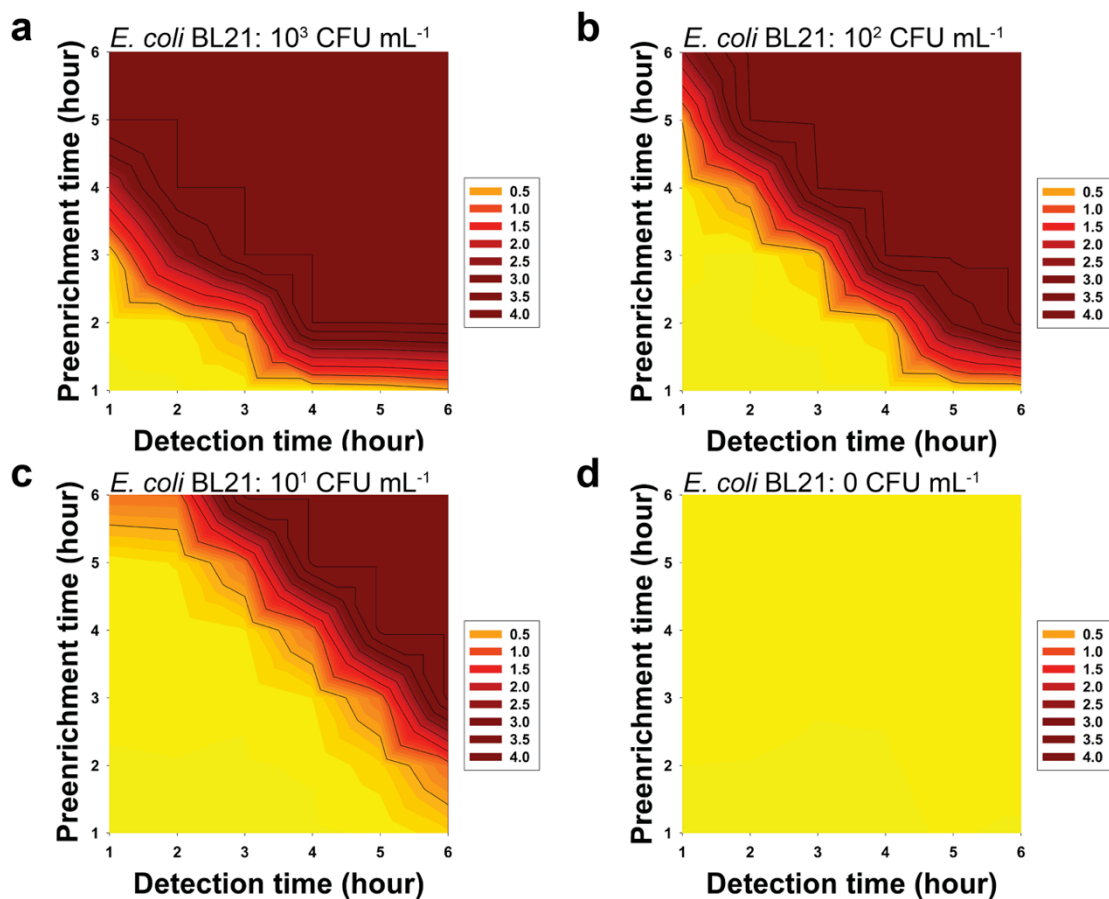 a
E. coli BL21: 10³ CFU mL⁻¹
Preenrichment time (hour)
6
5
4
3
2
1
1 2 3 4 5 6
Detection time (hour)
0.5
1.0
1.5
2.0
2.5
3.0
3.5
4.0
b
E. coli BL21: 10² CFU mL⁻¹
Preenrichment time (hour)
6
5
4
3
2
1
1 2 3 4 5 6
Detection time (hour)
0.5
1.0
1.5
2.0
2.5
3.0
3.5
4.0
c
E. coli BL21: 10¹ CFU mL⁻¹
Preenrichment time (hour)
6
5
4
3
2
1
1 2 3 4 5 6
Detection time (hour)
0.5
1.0
1.5
2.0
2.5
3.0
3.5
4.0
d
E. coli BL21: 0 CFU mL⁻¹
Preenrichment time (hour)
6
5
4
3
2
1
1 2 3 4 5 6
Detection time (hour)
0.5
1.0
1.5
2.0
2.5
3.0
3.5
4.0